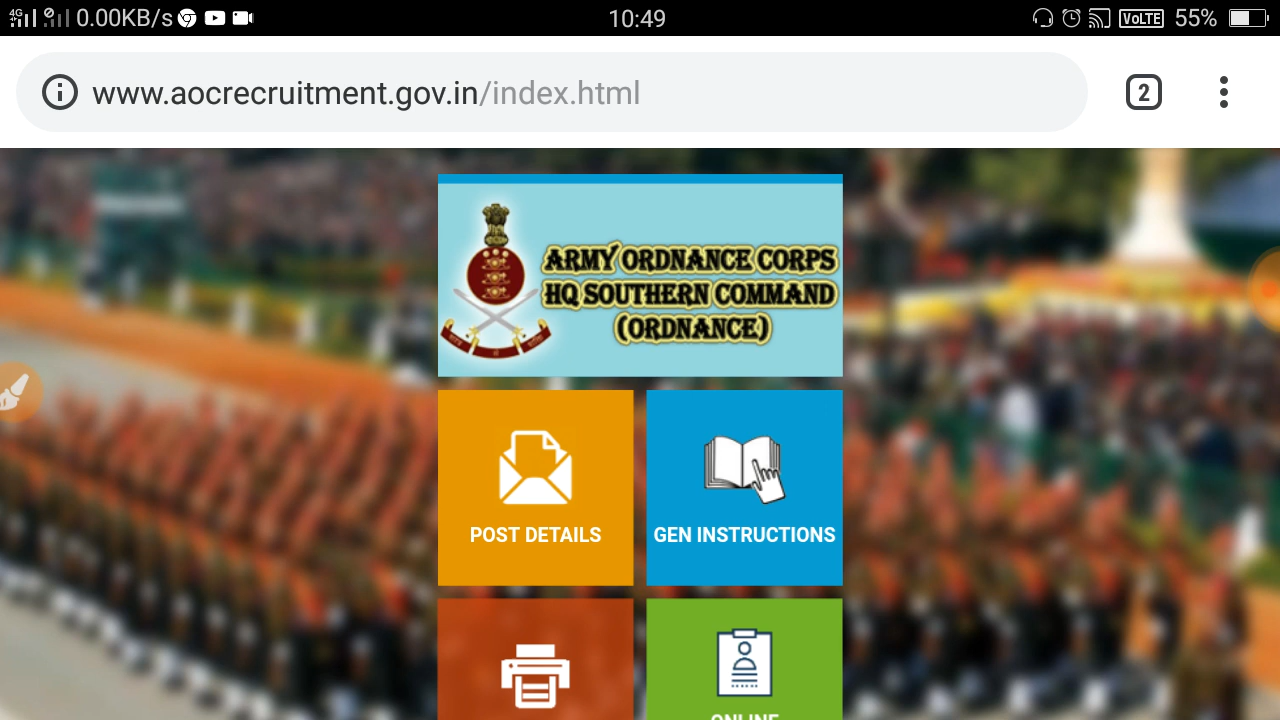 4G 0.00KB/s 10:49 VoLTE 55%
www.aocrecruitment.gov.in/index.html 2
ARMY ORDNANCE CORPS
HQ SOUTHERN COMMAND
(ORDNANCE)
POST DETAILS
GEN INSTRUCTIONS
ONLINE